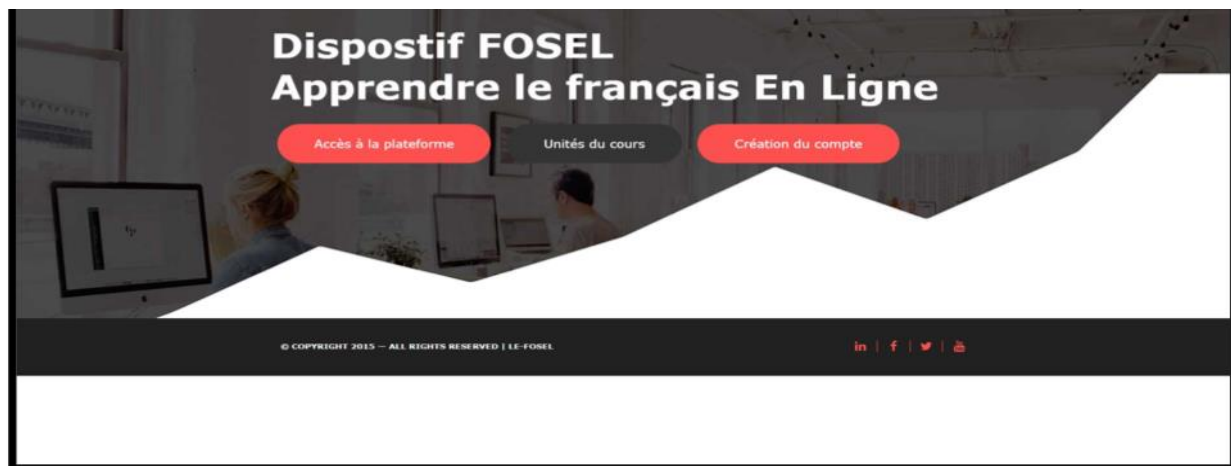 Dispostif FOSEL
Apprendre le français En Ligne
Accès à la plateforme
Unités du cours
Création du compte
© COPYRIGHT 2015 — ALL RIGHTS RESERVED | LE-FOSEL
in | f | |